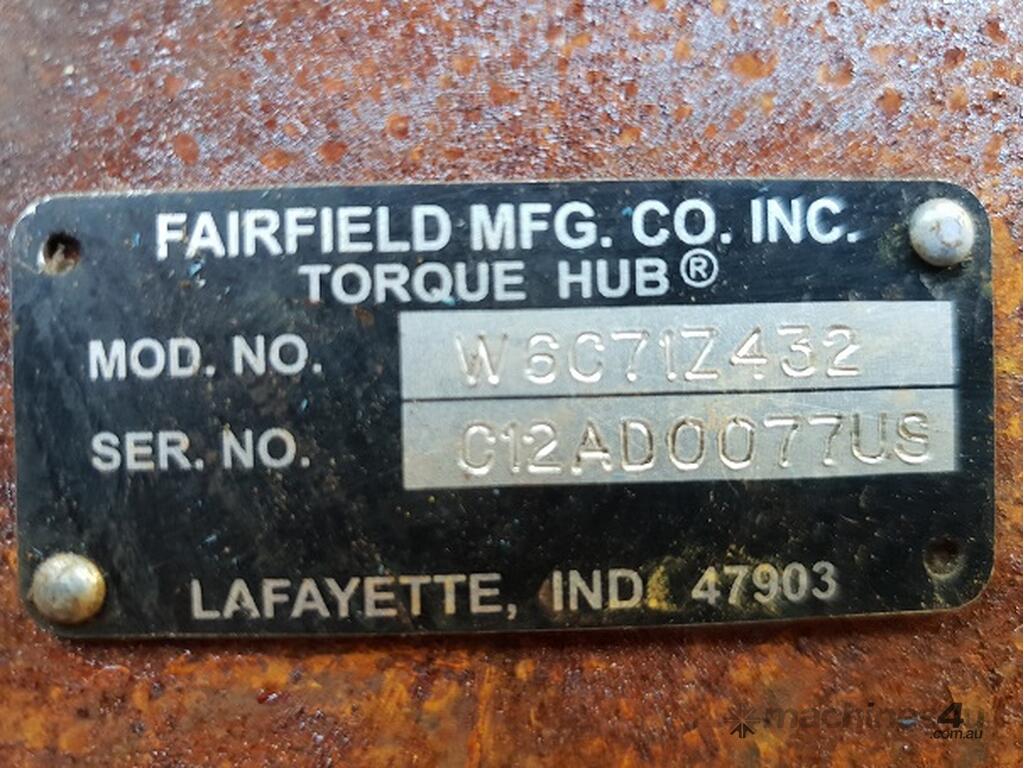 FAIRFIELD MFG. CO. INC.
TORQUE HUB®
MOD. NO. W6C71Z432
SER. NO. C12AD0077US
LAFAYETTE, IND. 47903
machines4u
.com.au